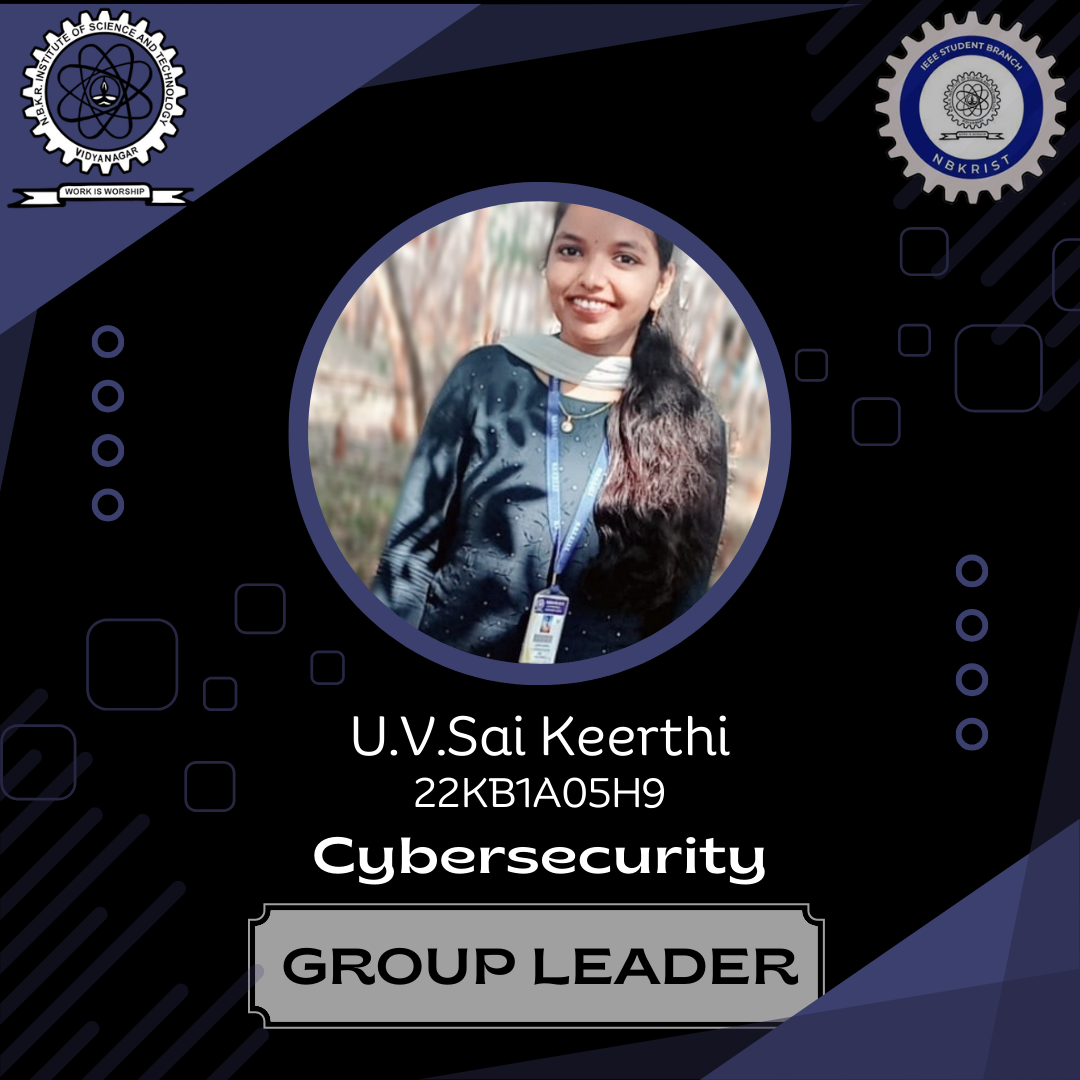 N.B.K.R. INSTITUTE OF SCIENCE AND TECHNOLOGY
VIDYANAGAR
WORK IS WORSHIP
IEEE STUDENT BRANCH
NBKRIST
U.V.Sai Keerthi
22KB1A05H9
Cybersecurity
GROUP LEADER